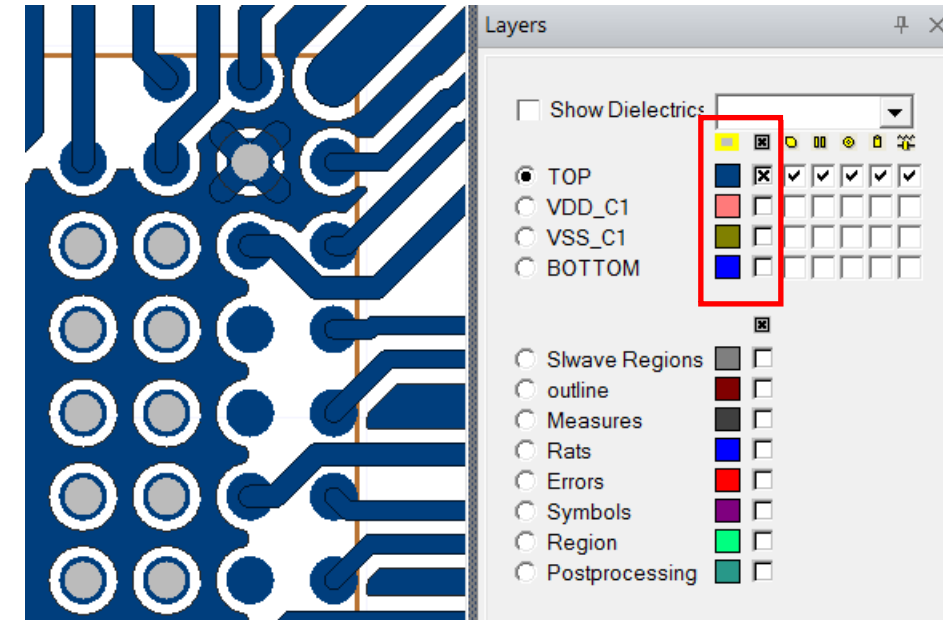 Layers
Show Dielectrics
TOP
VDD_C1
VSS_C1
BOTTOM
SIwave Regions
outline
Measures
Rats
Errors
Symbols
Region
Postprocessing